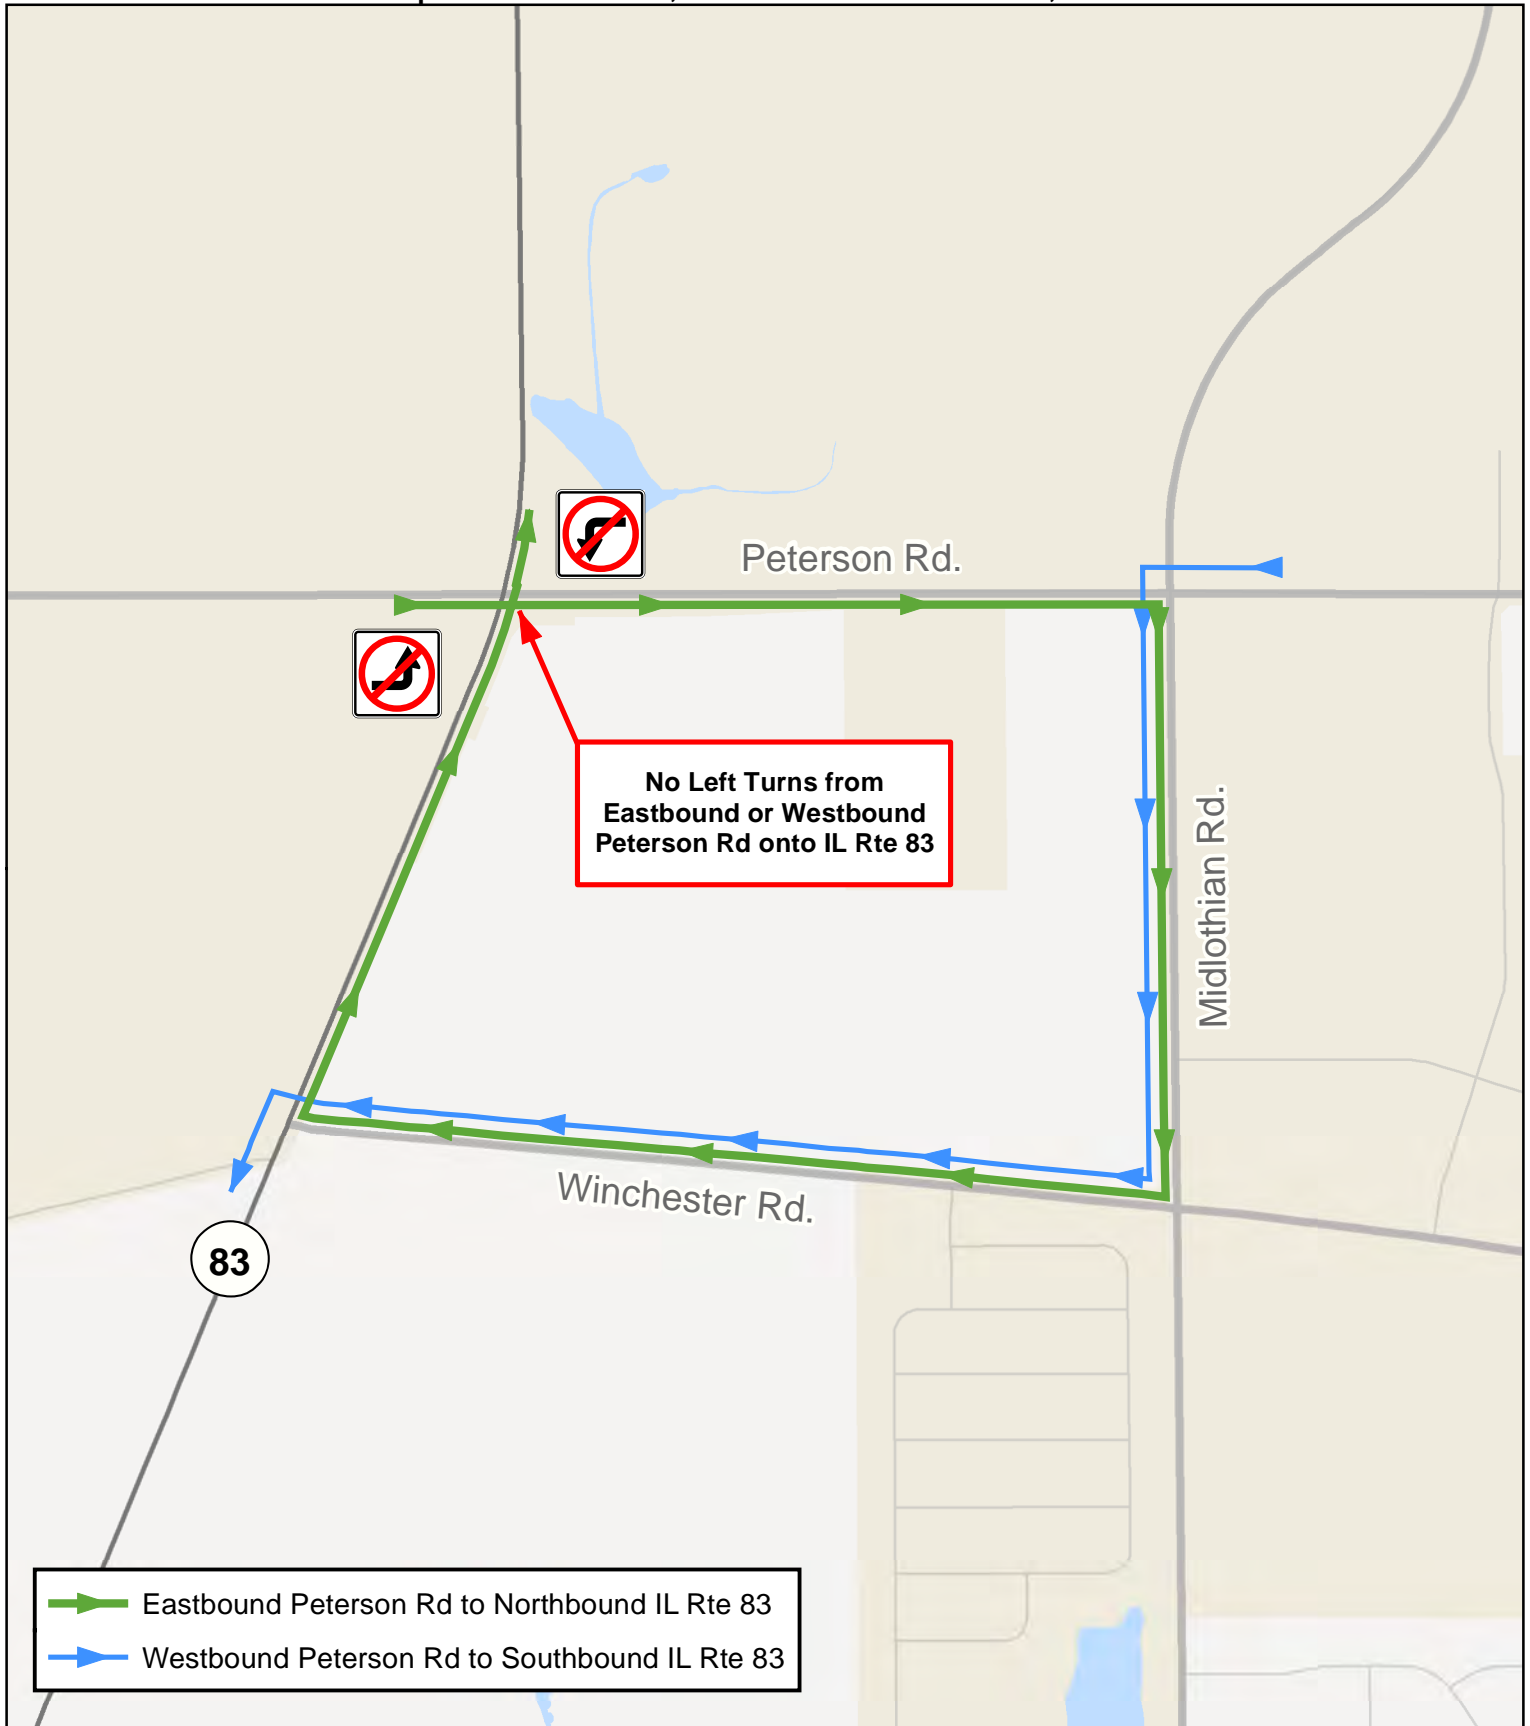 Peterson Rd.
No Left Turns from
Eastbound or Westbound
Peterson Rd onto IL Rte 83
Midlothian Rd.
Winchester Rd.
83
Eastbound Peterson Rd to Northbound IL Rte 83
Westbound Peterson Rd to Southbound IL Rte 83